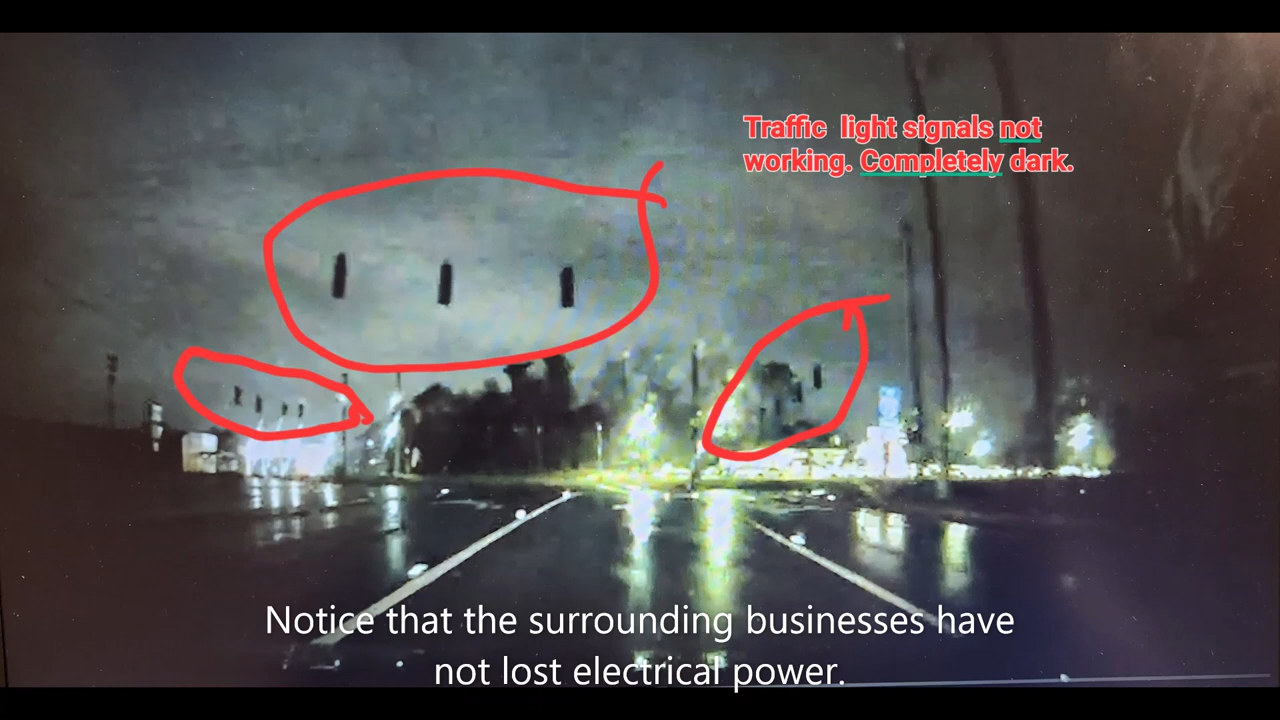 Traffic  light signals not
working. Completely dark.
Notice that the surrounding businesses have
not lost electrical power.